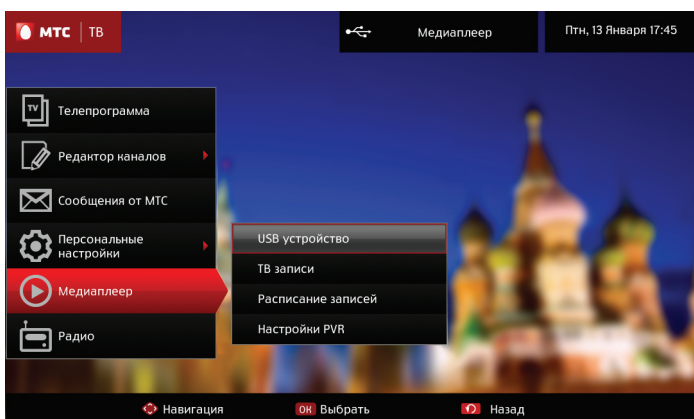 МТС ТВ
Медиаплеер
Птн, 13 Января 17:45
TV
Телепрограмма
Редактор каналов
Сообщения от МТС
Персональные
настройки
Медиаплеер
Радио
USB устройство
ТВ записи
Расписание записей
Настройки PVR
Навигация
ОК Выбрать
Назад